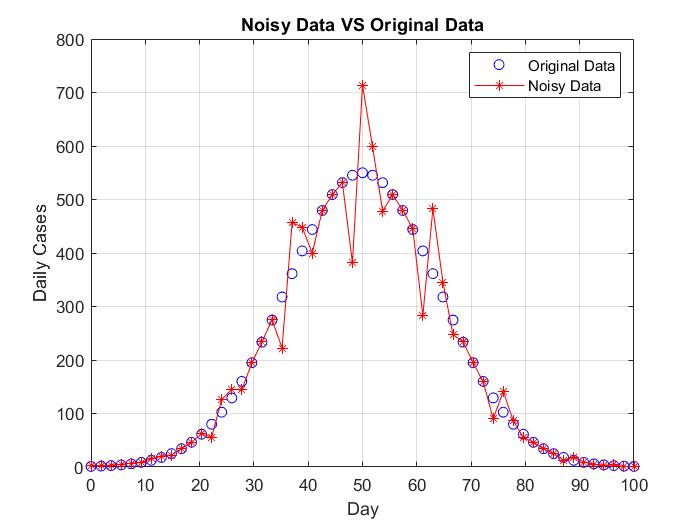 Noisy Data VS Original Data
Original Data
Noisy Data
800
700
600
500
400
300
200
100
0
Daily Cases
0 10 20 30 40 50 60 70 80 90 100
Day